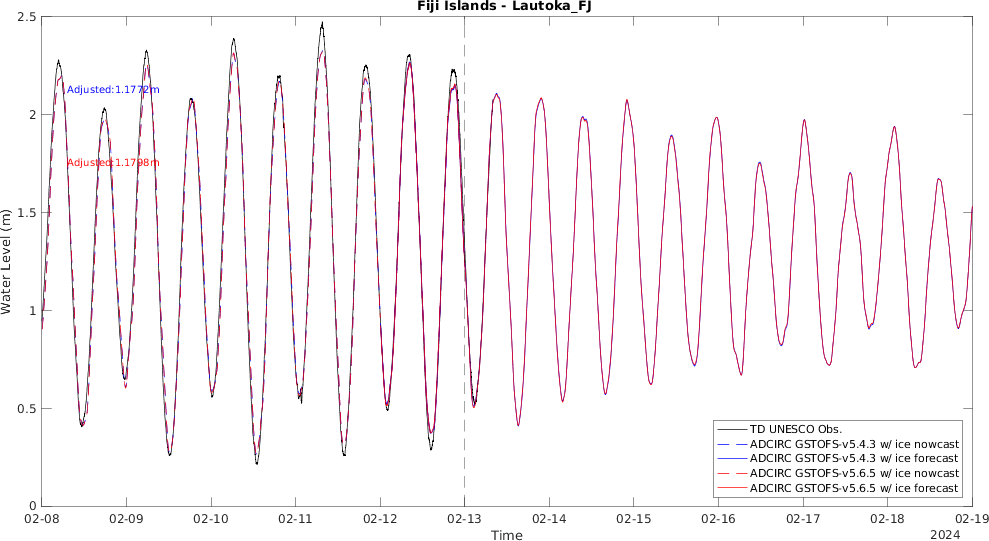 Fiji Islands - Lautoka_FJ
2.5
2
1.5
1
0.5
0
Water Level (m)
Adjusted:1.1772m
Adjusted:1.1798m
TD UNESCO Obs.
ADCIRC GSTOFS-v5.4.3 w/ ice nowcast
ADCIRC GSTOFS-v5.4.3 w/ ice forecast
ADCIRC GSTOFS-v5.6.5 w/ ice nowcast
ADCIRC GSTOFS-v5.6.5 w/ ice forecast
02-08 02-09 02-10 02-11 02-12 02-13 02-14 02-15 02-16 02-17 02-18 02-19
Time
2024